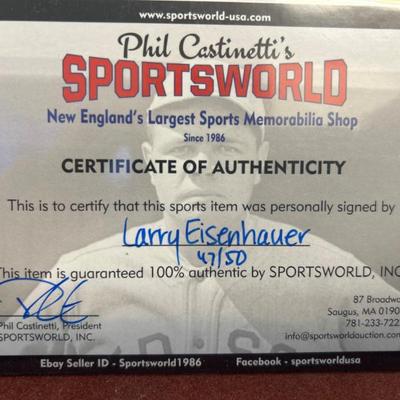 www.sportsworld-usa.com
Phil Castinetti's
SPORTSWORLD
New England's Largest Sports Memorabilia Shop
Since 1986
CERTIFICATE OF AUTHENTICITY
This is to certify that this sports item was personally signed by
Larry Eisenhauer
47/50
This item is guaranteed 100% authentic by SPORTSWORLD, INC
Phil Castinetti, President
SPORTSWORLD, INC.
87 Broadway
Saugus, MA 0190
781-233-722
info@sportsworldauction.com
Ebay Seller ID - Sportsworld1986 Facebook - sportsworldusa